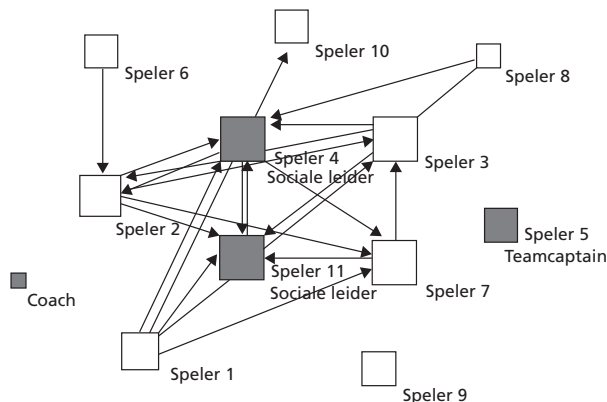 Speler 10
Speler 6
Speler 8
Speler 4
Sociale leider
Speler 3
Speler 2
Speler 5
Teamcaptain
Speler 11
Sociale leider
Speler 7
Coach
Speler 1
Speler 9